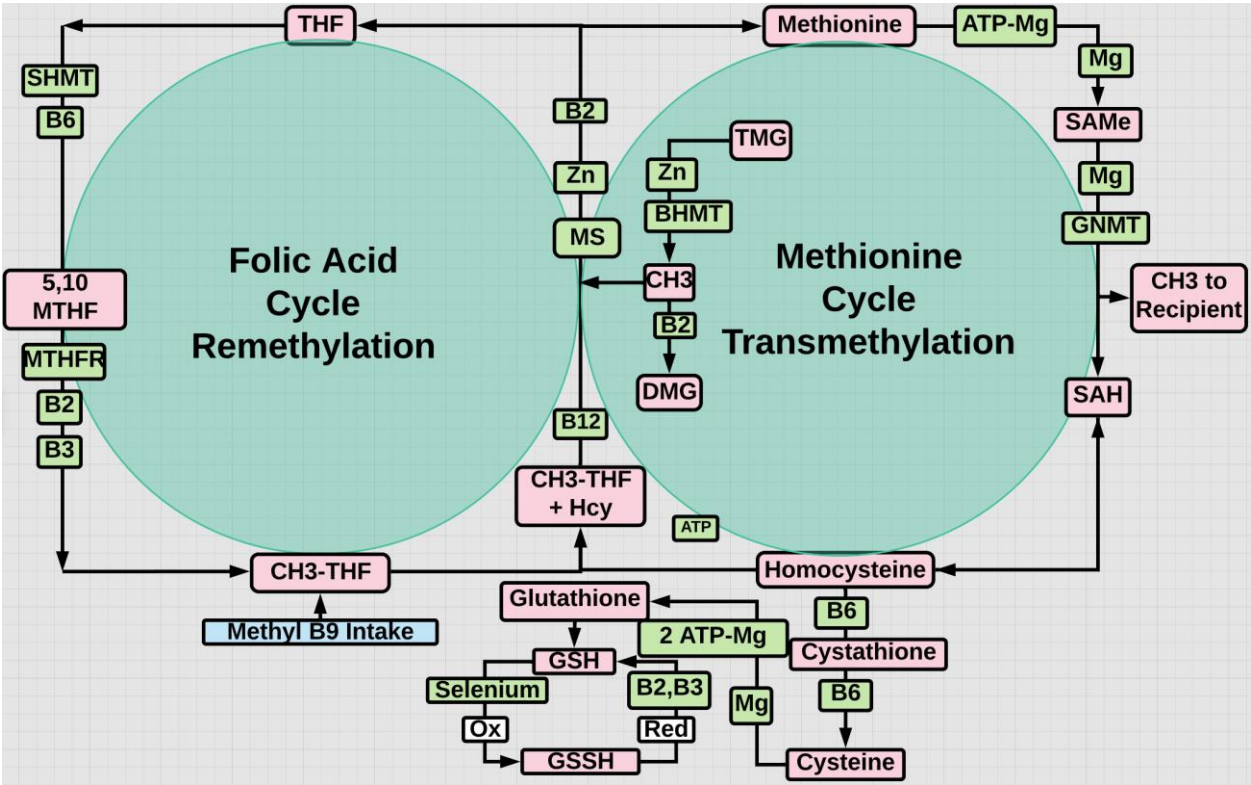 THF
Methionine
ATP-Mg
Mg
SHMT
B6
B2
TMG
SAMe
Zn
Zn
Mg
BHMT
GNMT
MS
Folic Acid
Cycle
Remethylation
Methionine
Cycle
Transmethylation
5,10
MTHF
CH3
CH3 to
Recipient
B2
MTHFR
DMG
SAH
B2
B3
B12
CH3-THF
+ Hcy
ATP
CH3-THF
Homocysteine
Methyl B9 Intake
Glutathione
B6
2 ATP-Mg
Cystathione
GSH
Selenium
B2,B3
Mg
B6
Ox
Red
GSSH
Cysteine